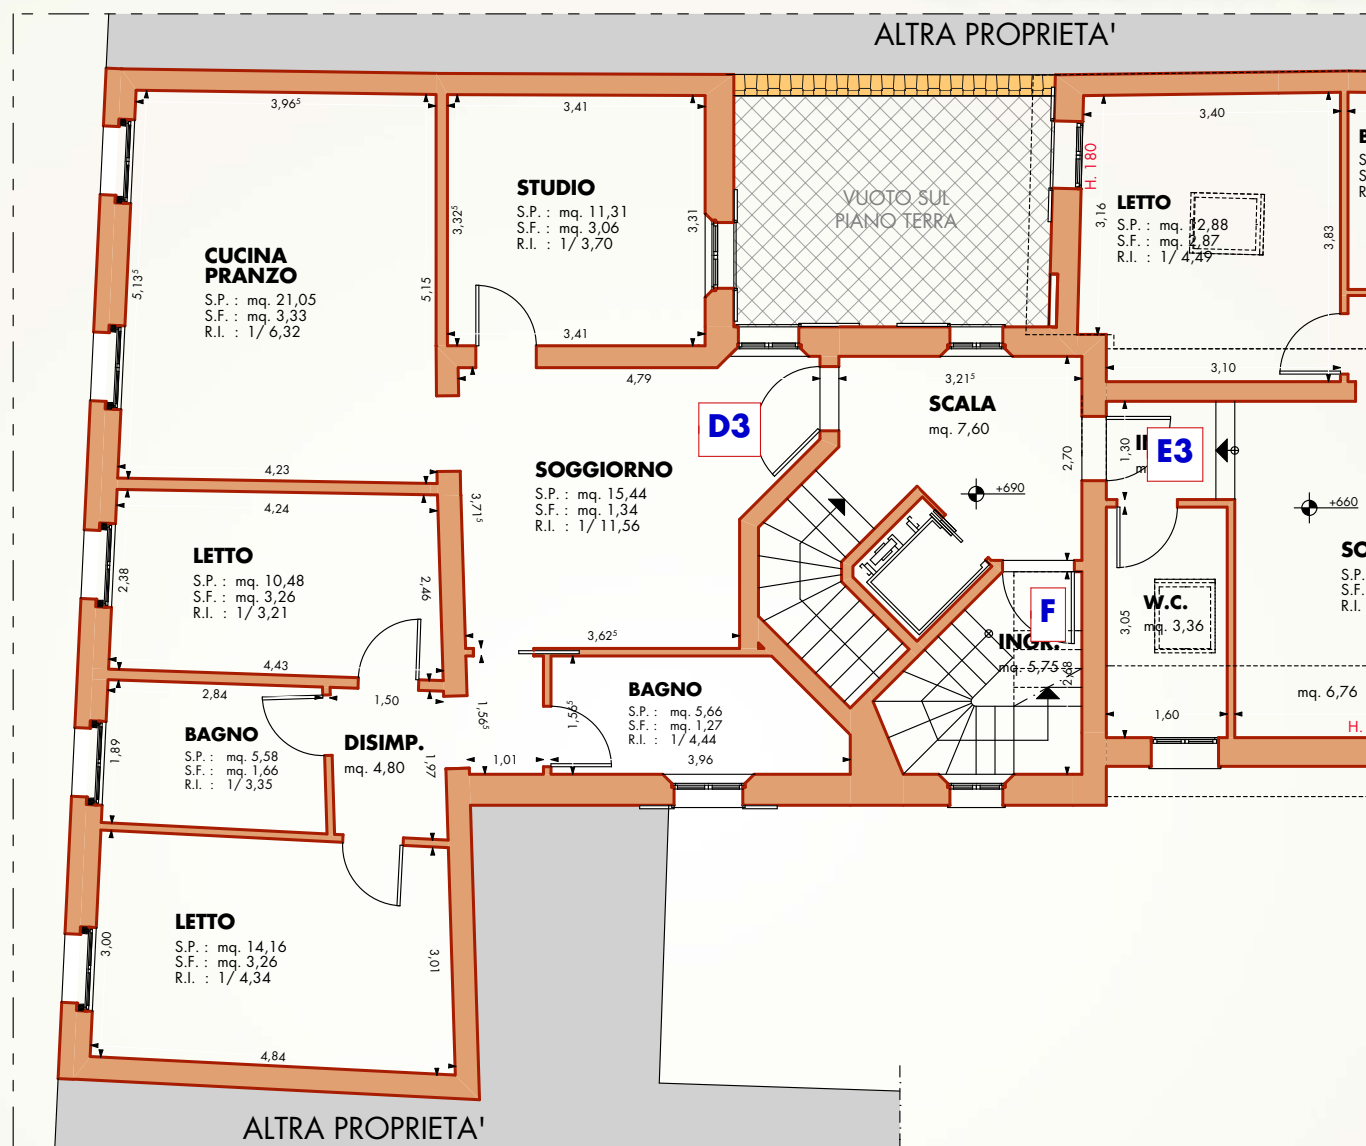 ALTRA PROPRIETA'
3,96⁵
3,41
3,40
STUDIO
S.P. : mq. 11,31
S.F. : mq. 3,06
R.I. : 1/ 3,70
3,32⁵
3,31
VUOTO SUL
PIANO TERRA
H. 180
3,16
LETTO
S.P. : mq. 12,88
S.F. : mq. 2,87
R.I. : 1/ 4,49
3,83
CUCINA
PRANZO
S.P. : mq. 21,05
S.F. : mq. 3,33
R.I. : 1/ 6,32
5,13⁵
5,15
3,41
4,79
3,21⁵
3,10
SCALA
mq. 7,60
D3
E3
1,30
2,70
+690
+660
4,23
4,24
3,71⁵
SOGGIORNO
S.P. : mq. 15,44
S.F. : mq. 1,34
R.I. : 1/ 11,56
LETTO
S.P. : mq. 10,48
S.F. : mq. 3,26
R.I. : 1/ 3,21
2,38
2,46
F
INGR.
mq. 5,75
2,68
W.C.
mq. 3,36
3,05
SO
S.P.
S.F.
R.I.
3,62⁵
4,43
2,84
1,50
1,56⁵
1,56⁵
BAGNO
S.P. : mq. 5,66
S.F. : mq. 1,27
R.I. : 1/ 4,44
mq. 6,76
H.
1,60
BAGNO
S.P. : mq. 5,58
S.F. : mq. 1,66
R.I. : 1/ 3,35
1,89
DISIMP.
mq. 4,80
1,97
1,01
3,96
LETTO
S.P. : mq. 14,16
S.F. : mq. 3,26
R.I. : 1/ 4,34
3,00
3,01
4,84
ALTRA PROPRIETA'